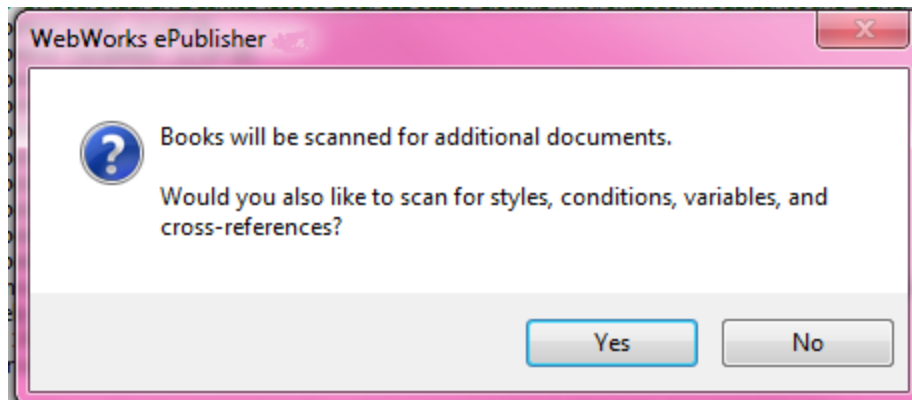 WebWorks ePublisher
Books will be scanned for additional documents.
Would you also like to scan for styles, conditions, variables, and
cross-references?
Yes
No